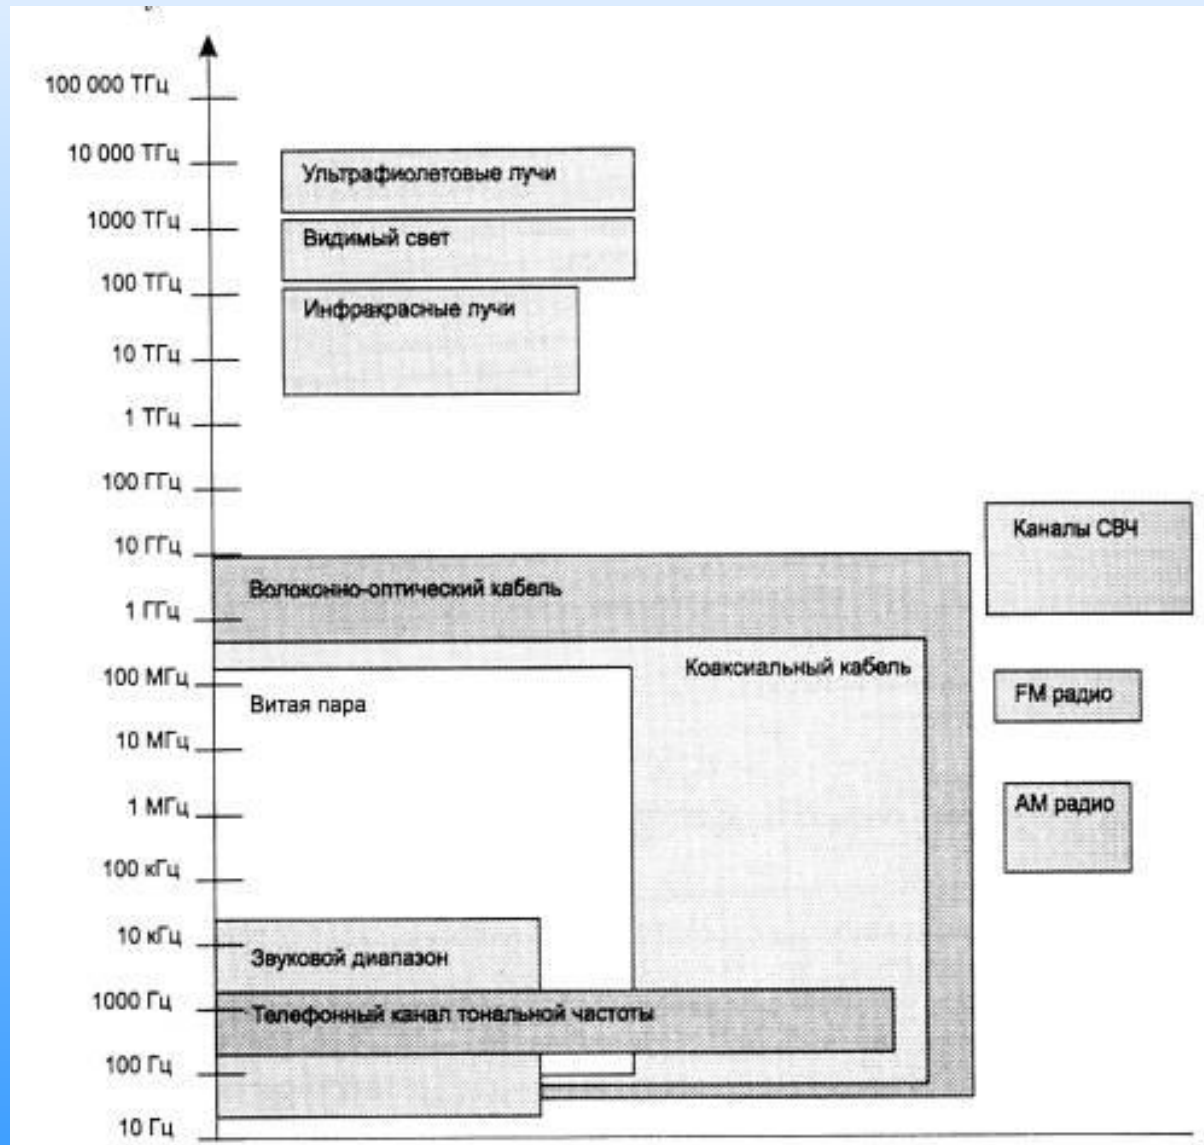 100 000 ТГц
10 000 ТГц
Ультрафиолетовые лучи
1000 ТГц
Видимый свет
100 ТГц
Инфракрасные лучи
10 ТГц
1 ТГц
100 ГГц
Каналы СВЧ
10 ГГц
Волоконно-оптический кабель
1 ГГц
Коаксиальный кабель
100 МГц
FM радио
Витая пара
10 МГц
1 МГц
АМ радио
100 кГц
10 кГц
Звуковой диапазон
1000 Гц
Телефонный канал тональной частоты
100 Гц
10 Гц